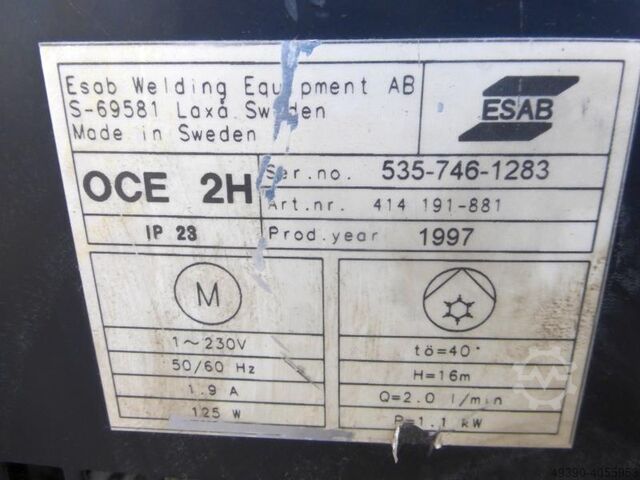 Esab Welding Equipment AB
S-69581 Laxå Sweden
Made in Sweden
ESAB
OCE 2H
Ser.no. 535-746-1283
Art.nr. 414 191-881
IP 23
Prod.year 1997
M
1~230V
50/60 Hz
1.9 A
125 W
tö=40°
H=16m
Q=2.0 l/min
P=1.1 kW
49390-4055953